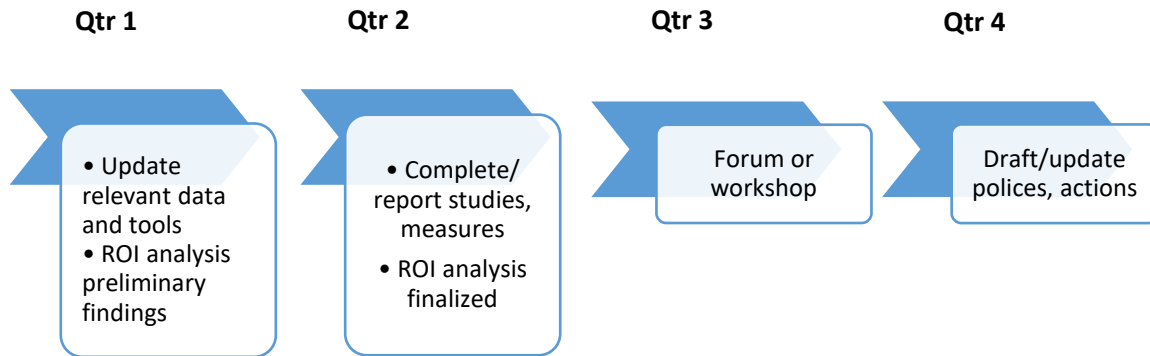 Qtr 1
Qtr 2
Qtr 3
Qtr 4
• Update
relevant data
and tools
• ROI analysis
preliminary
findings
• Complete/
report studies,
measures
• ROI analysis
finalized
Forum or
workshop
Draft/update
polices, actions